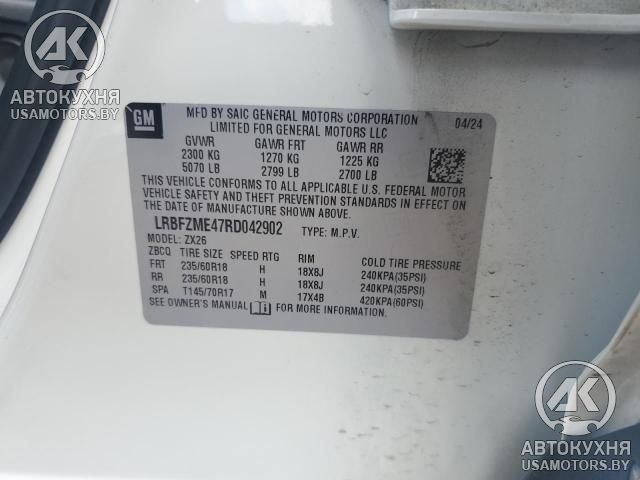 AK
АВТОКУХНЯ
USAMOTORS.BY
GM
MFD BY SAIC GENERAL MOTORS CORPORATION
LIMITED FOR GENERAL MOTORS LLC
04/24
GVWR GAWR FRT GAWR RR
2300 KG 1270 KG 1225 KG
5070 LB 2799 LB 2700 LB
THIS VEHICLE CONFORMS TO ALL APPLICABLE U.S. FEDERAL MOTOR
VEHICLE SAFETY AND THEFT PREVENTION STANDARDS IN EFFECT ON
THE DATE OF MANUFACTURE SHOWN ABOVE.
LRBFZME47RD042902 TYPE: M.P.V.
MODEL: ZX26
ZBCQ TIRE SIZE SPEED RTG RIM COLD TIRE PRESSURE
FRT 235/60R18 H 18X8J 240KPA(35PSI)
RR 235/60R18 H 18X8J 240KPA(35PSI)
SPA T145/70R17 M 17X4B 420KPA(60PSI)
SEE OWNER'S MANUAL FOR MORE INFORMATION.
AK
АВТОКУХНЯ
USAMOTORS.BY